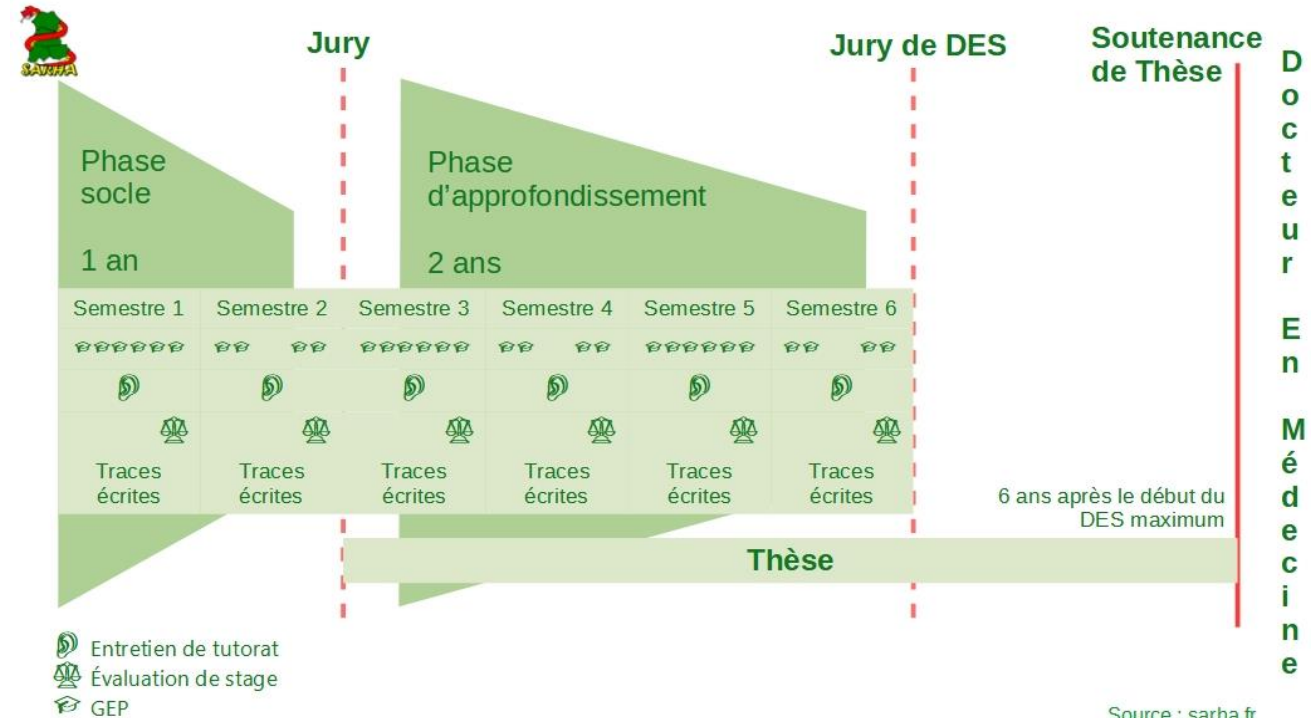 SARHA
Jury
Jury de DES
Soutenance
de Thèse
Docteur En Médecine
Phase
socle
1 an
Phase
d'approfondissement
2 ans
Semestre 1
Semestre 2
Semestre 3
Semestre 4
Semestre 5
Semestre 6
Traces
écrites
Traces
écrites
Traces
écrites
Traces
écrites
Traces
écrites
Traces
écrites
6 ans après le début du
DES maximum
Thèse
Entretien de tutorat
Évaluation de stage
GEP
Source : sarha.fr